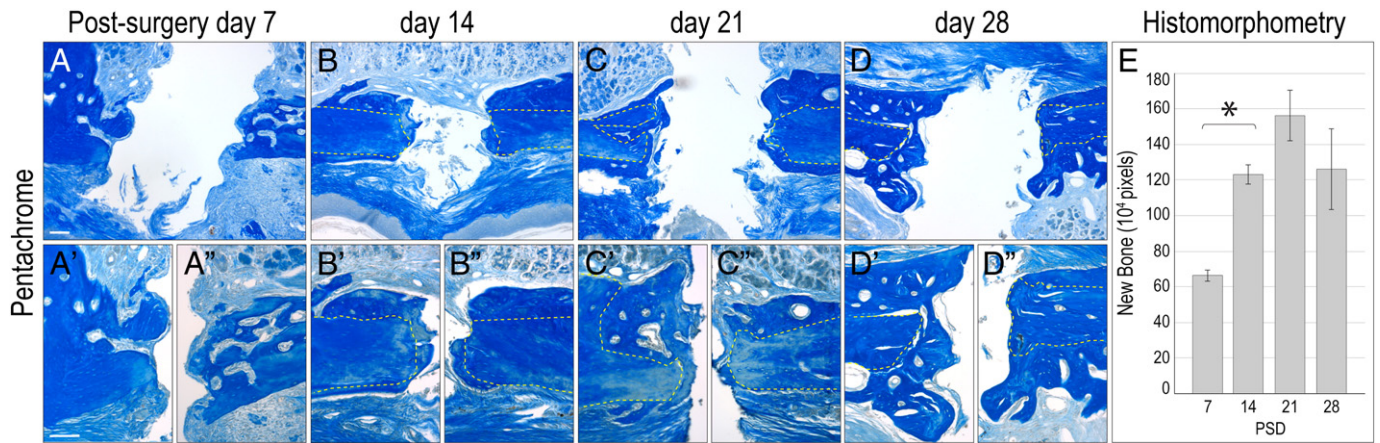 Post-surgery day 7
day 14
day 21
day 28
Histomorphometry
Pentachrome
A
B
C
D
E
A'
A"
B'
B"
C'
C"
D'
D"
New Bone (10⁴ pixels)
180
160
140
120
100
80
60
40
20
0
*
7 14 21 28
PSD